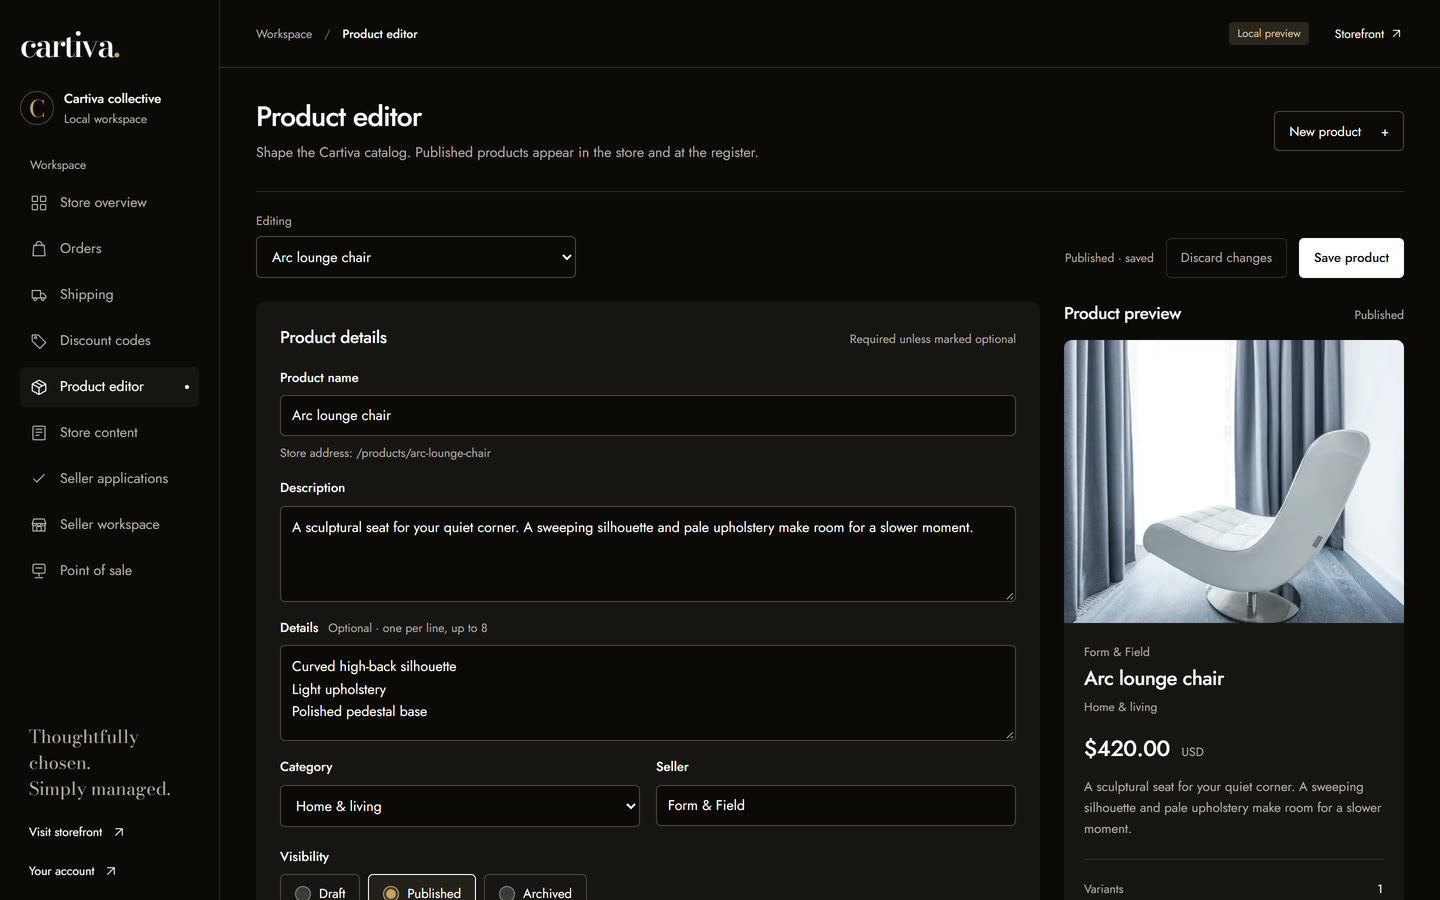 cartiva.
C
Cartiva collective
Local workspace
Workspace
Store overview
Orders
Shipping
Discount codes
Product editor
Store content
Seller applications
Seller workspace
Point of sale
Thoughtfully
chosen.
Simply managed.
Visit storefront
Your account
Workspace / Product editor
Local preview
Storefront
Product editor
Shape the Cartiva catalog. Published products appear in the store and at the register.
New product +
Editing
Arc lounge chair
Published · saved
Discard changes
Save product
Product details
Required unless marked optional
Product name
Arc lounge chair
Store address: /products/arc-lounge-chair
Description
A sculptural seat for your quiet corner. A sweeping silhouette and pale upholstery make room for a slower moment.
Details Optional · one per line, up to 8
Curved high-back silhouette
Light upholstery
Polished pedestal base
Category
Home & living
Seller
Form & Field
Visibility
Draft
Published
Archived
Product preview
Published
Form & Field
Arc lounge chair
Home & living
$420.00 USD
A sculptural seat for your quiet corner. A sweeping
silhouette and pale upholstery make room for a slower
moment.
Variants 1